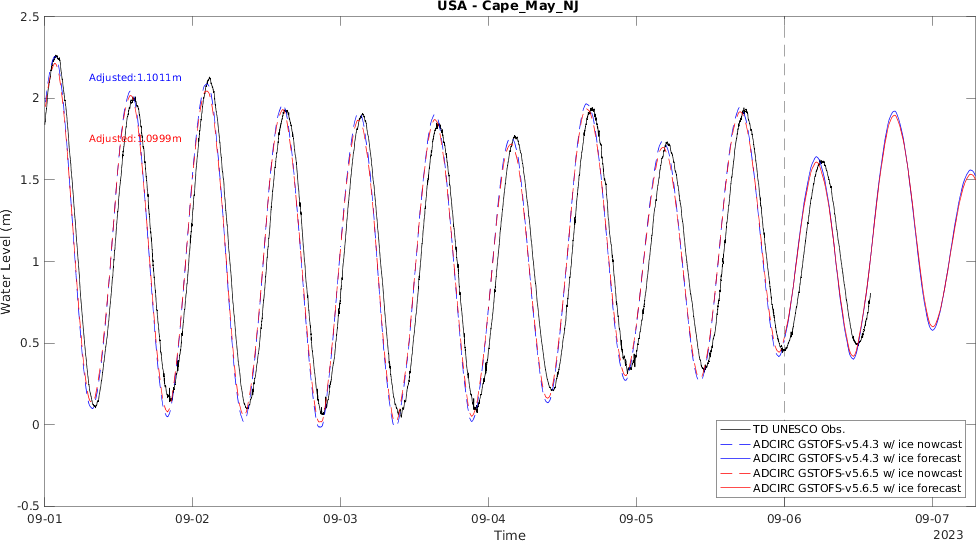 USA - Cape_May_NJ
2.5
2
1.5
1
0.5
0
-0.5
Water Level (m)
Adjusted:1.1011m
Adjusted:1.0999m
TD UNESCO Obs.
ADCIRC GSTOFS-v5.4.3 w/ ice nowcast
ADCIRC GSTOFS-v5.4.3 w/ ice forecast
ADCIRC GSTOFS-v5.6.5 w/ ice nowcast
ADCIRC GSTOFS-v5.6.5 w/ ice forecast
09-01 09-02 09-03 09-04 09-05 09-06 09-07
Time
2023